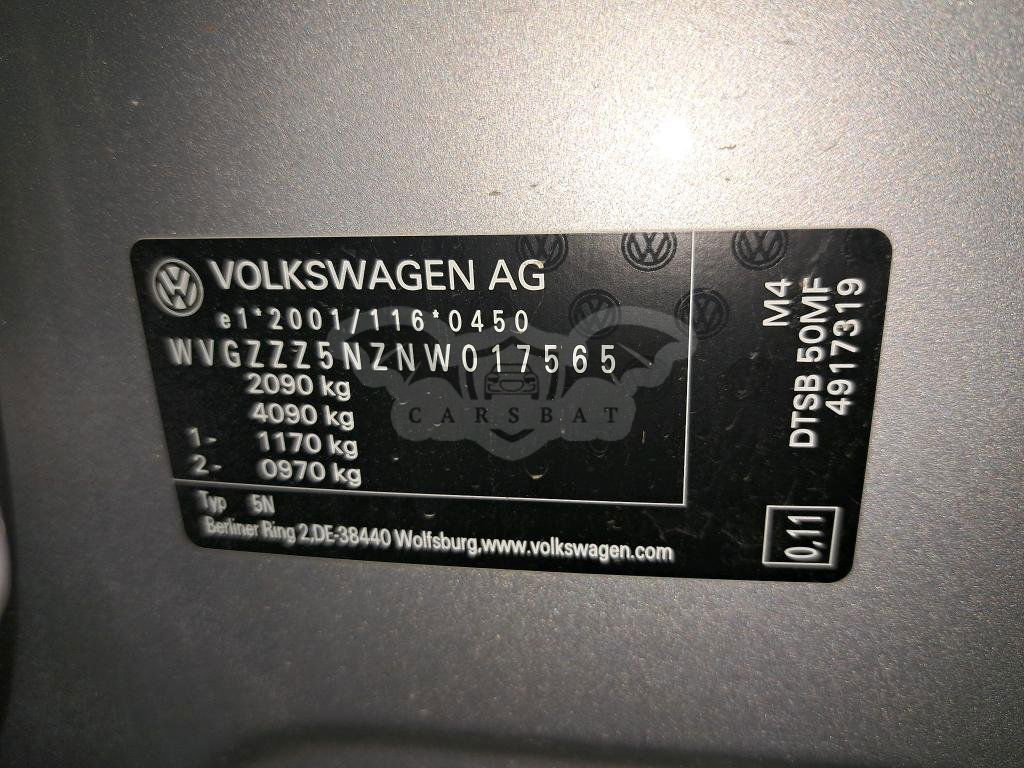 VOLKSWAGEN AG
e1*2001/116*0450
WVGZZZ5NZNW017565
2090 kg
4090 kg
1- 1170 kg
2- 0970 kg
Typ 5N
Berliner Ring 2,DE-38440 Wolfsburg,www.volkswagen.com
M4
DTSB 50MF
4917319
0,11
CARSBAT